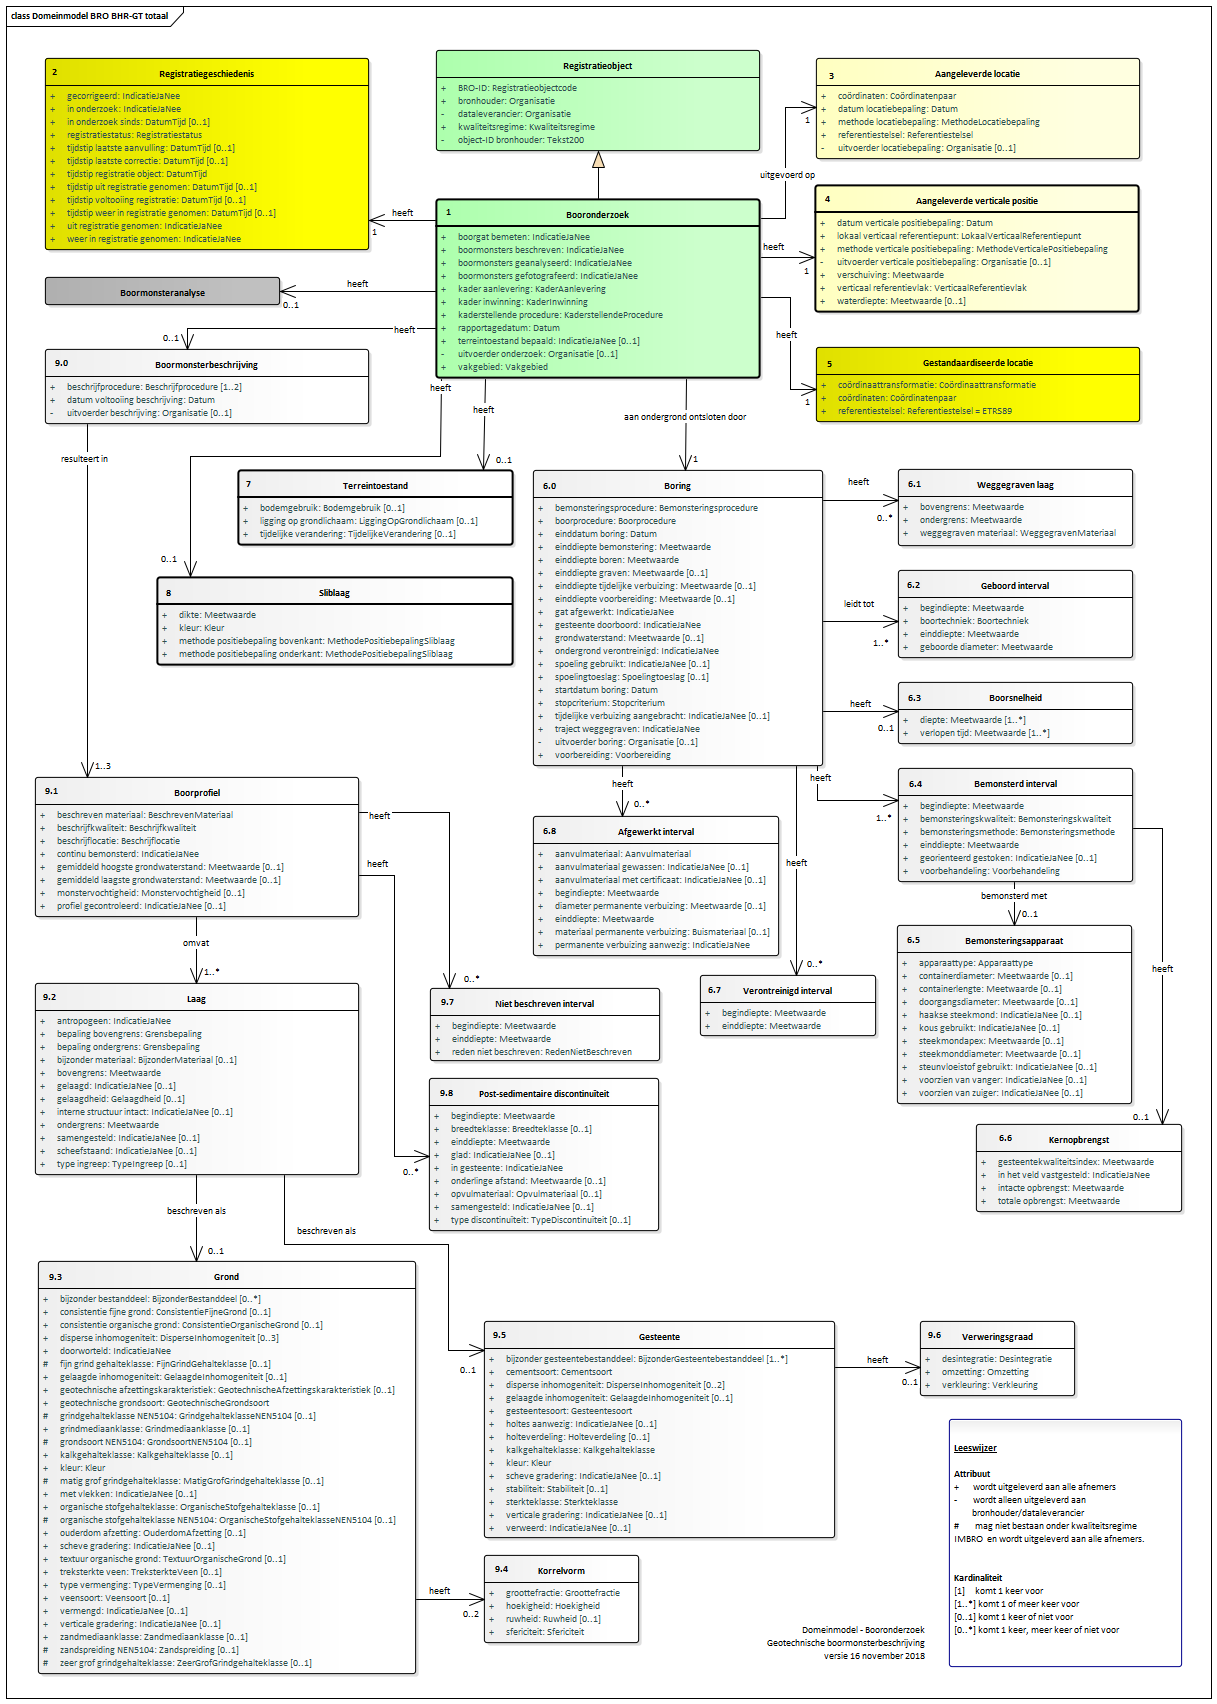 class Domeinmodel BRO BHR-GT totaal
2 Registratiegeschiedenis
+ gecorrigeerd: IndicatieJaNee
+ in onderzoek: IndicatieJaNee
+ in onderzoek sinds: DatumTijd [0..1]
+ registratiestatus: Registratiestatus
+ tijdstip laatste aanvulling: DatumTijd [0..1]
+ tijdstip laatste correctie: DatumTijd [0..1]
+ tijdstip registratie object: DatumTijd
+ tijdstip uit registratie genomen: DatumTijd [0..1]
+ tijdstip voltooiing registratie: DatumTijd [0..1]
+ tijdstip weer in registratie genomen: DatumTijd [0..1]
+ uit registratie genomen: IndicatieJaNee
+ weer in registratie genomen: IndicatieJaNee
Registratieobject
+ BRO-ID: Registratieobjectcode
+ bronhouder: Organisatie
- dataleverancier: Organisatie
+ kwaliteitsregime: Kwaliteitsregime
- object-ID bronhouder: Tekst200
3 Aangeleverde locatie
+ coördinaten: Coördinatenpaar
+ datum locatiebepaling: Datum
+ methode locatiebepaling: MethodeLocatiebepaling
+ referentiestelsel: Referentiestelsel
- uitvoerder locatiebepaling: Organisatie [0..1]
1
uitgevoerd op
4 Aangeleverde verticale positie
+ datum verticale positiebepaling: Datum
+ lokaal verticaal referentiepunt: LokaalVerticaalReferentiepunt
+ methode verticale positiebepaling: MethodeVerticalePositiebepaling
- uitvoerder verticale positiebepaling: Organisatie [0..1]
+ verschuiving: Meetwaarde
+ verticaal referentievlak: VerticaalReferentievlak
+ waterdiepte: Meetwaarde [0..1]
heeft
1
1 Booronderzoek
+ boorgat bemeten: IndicatieJaNee
+ boormonsters beschreven: IndicatieJaNee
+ boormonsters geanalyseerd: IndicatieJaNee
+ boormonsters gefotografeerd: IndicatieJaNee
+ kader aanlevering: KaderAanlevering
+ kader inwinning: KaderInwinning
+ kaderstellende procedure: KaderstellendeProcedure
+ rapportagedatum: Datum
+ terreintoestand bepaald: IndicatieJaNee [0..1]
- uitvoerder onderzoek: Organisatie [0..1]
+ vakgebied: Vakgebied
heeft
1
Boormonsteranalyse
heeft
0..1
heeft
0..1
heeft
1
5 Gestandaardiseerde locatie
+ coördinaattransformatie: Coördinaattransformatie
+ coördinaten: Coördinatenpaar
+ referentiestelsel: Referentiestelsel = ETRS89
9.0 Boormonsterbeschrijving
+ beschrijfprocedure: Beschrijfprocedure [1..2]
+ datum voltooiing beschrijving: Datum
- uitvoerder beschrijving: Organisatie [0..1]
heeft
heeft
aan ondergrond ontsloten door
resulteert in
0..1
1
7 Terreintoestand
+ bodemgebruik: Bodemgebruik [0..1]
+ ligging op grondlichaam: LiggingOpGrondlichaam [0..1]
+ tijdelijke verandering: TijdelijkeVerandering [0..1]
0..1
8 Sliblaag
+ dikte: Meetwaarde
+ kleur: Kleur
+ methode positiebepaling bovenkant: MethodePositiebepalingSliblaag
+ methode positiebepaling onderkant: MethodePositiebepalingSliblaag
6.0 Boring
+ bemonsteringsprocedure: Bemonsteringsprocedure
+ boorprocedure: Boorprocedure
+ einddatum boring: Datum
+ einddiepte bemonstering: Meetwaarde
+ einddiepte boren: Meetwaarde
+ einddiepte graven: Meetwaarde [0..1]
+ einddiepte tijdelijke verbuizing: Meetwaarde [0..1]
+ einddiepte voorbereiding: Meetwaarde [0..1]
+ gat afgewerkt: IndicatieJaNee
+ gesteente doorboord: IndicatieJaNee
+ grondwaterstand: Meetwaarde [0..1]
+ ondergrond verontreinigd: IndicatieJaNee
+ spoeling gebruikt: IndicatieJaNee [0..1]
+ spoelingtoeslag: Spoelingtoeslag [0..1]
+ startdatum boring: Datum
+ stopcriterium: Stopcriterium
+ tijdelijke verbuizing aangebracht: IndicatieJaNee [0..1]
+ traject weggegraven: IndicatieJaNee
- uitvoerder boring: Organisatie [0..1]
+ voorbereiding: Voorbereiding
heeft
0..*
6.1 Weggegraven laag
+ bovengrens: Meetwaarde
+ ondergrens: Meetwaarde
+ weggegraven materiaal: WeggegravenMateriaal
leidt tot
1..*
6.2 Geboord interval
+ begindiepte: Meetwaarde
+ boortechniek: Boortechniek
+ einddiepte: Meetwaarde
+ geboorde diameter: Meetwaarde
heeft
0..1
6.3 Boorsnelheid
+ diepte: Meetwaarde [1..*]
+ verlopen tijd: Meetwaarde [1..*]
heeft
1..*
6.4 Bemonsterd interval
+ begindiepte: Meetwaarde
+ bemonsteringskwaliteit: Bemonsteringskwaliteit
+ bemonsteringsmethode: Bemonsteringsmethode
+ einddiepte: Meetwaarde
+ georienteerd gestoken: IndicatieJaNee [0..1]
+ voorbehandeling: Voorbehandeling
1..3
9.1 Boorprofiel
+ beschreven materiaal: BeschrevenMateriaal
+ beschrijfkwaliteit: Beschrijfkwaliteit
+ beschrijflocatie: Beschrijflocatie
+ continu bemonsterd: IndicatieJaNee
+ gemiddeld hoogste grondwaterstand: Meetwaarde [0..1]
+ gemiddeld laagste grondwaterstand: Meetwaarde [0..1]
+ monstervochtigheid: Monstervochtigheid [0..1]
+ profiel gecontroleerd: IndicatieJaNee [0..1]
heeft
heeft
heeft
0..*
6.8 Afgewerkt interval
+ aanvulmateriaal: Aanvulmateriaal
+ aanvulmateriaal gewassen: IndicatieJaNee [0..1]
+ aanvulmateriaal met certificaat: IndicatieJaNee [0..1]
+ begindiepte: Meetwaarde
+ diameter permanente verbuizing: Meetwaarde [0..1]
+ einddiepte: Meetwaarde
+ materiaal permanente verbuizing: Buismateriaal [0..1]
+ permanente verbuizing aanwezig: IndicatieJaNee
heeft
0..*
bemonsterd met
0..1
6.5 Bemonsteringsapparaat
+ apparaattype: Apparaattype
+ containerdiameter: Meetwaarde [0..1]
+ containerlengte: Meetwaarde [0..1]
+ doorgangsdiameter: Meetwaarde [0..1]
+ haakse steekmond: IndicatieJaNee [0..1]
+ kous gebruikt: IndicatieJaNee [0..1]
+ steekmondapex: Meetwaarde [0..1]
+ steekmonddiameter: Meetwaarde [0..1]
+ steunvloeistof gebruikt: IndicatieJaNee [0..1]
+ voorzien van vanger: IndicatieJaNee [0..1]
+ voorzien van zuiger: IndicatieJaNee [0..1]
heeft
0..1
omvat
1..*
9.2 Laag
+ antropogeen: IndicatieJaNee
+ bepaling bovengrens: Grensbepaling
+ bepaling ondergrens: Grensbepaling
+ bijzonder materiaal: BijzonderMateriaal [0..1]
+ bovengrens: Meetwaarde
+ gelaagd: IndicatieJaNee [0..1]
+ gelaagdheid: Gelaagdheid [0..1]
+ interne structuur intact: IndicatieJaNee [0..1]
+ ondergrens: Meetwaarde
+ samengesteld: IndicatieJaNee [0..1]
+ scheefstaand: IndicatieJaNee [0..1]
+ type ingreep: TypeIngreep [0..1]
0..*
9.7 Niet beschreven interval
+ begindiepte: Meetwaarde
+ einddiepte: Meetwaarde
+ reden niet beschreven: RedenNietBeschreven
6.7 Verontreinigd interval
+ begindiepte: Meetwaarde
+ einddiepte: Meetwaarde
0..*
9.8 Post-sedimentaire discontinuïteit
+ begindiepte: Meetwaarde
+ breedteklasse: Breedteklasse [0..1]
+ einddiepte: Meetwaarde
+ glad: IndicatieJaNee [0..1]
+ in gesteente: IndicatieJaNee
+ onderlinge afstand: Meetwaarde [0..1]
+ opvulmateriaal: Opvulmateriaal [0..1]
+ samengesteld: IndicatieJaNee [0..1]
+ type discontinuïteit: TypeDiscontinuïteit [0..1]
6.6 Kernopbrengst
+ gesteentekwaliteitsindex: Meetwaarde
+ in het veld vastgesteld: IndicatieJaNee
+ intacte opbrengst: Meetwaarde
+ totale opbrengst: Meetwaarde
beschreven als
0..1
beschreven als
0..1
9.3 Grond
+ bijzonder bestanddeel: BijzonderBestanddeel [0..*]
+ consistentie fijne grond: ConsistentieFijneGrond [0..1]
+ consistentie organische grond: ConsistentieOrganischeGrond [0..1]
+ disperse inhomogeniteit: DisperseInhomogeniteit [0..3]
+ doorworteld: IndicatieJaNee
# fijn grind gehalteklasse: FijnGrindGehalteklasse [0..1]
+ gelaagde inhomogeniteit: GelaagdeInhomogeniteit [0..1]
+ geotechnische afzettingskarakteristiek: GeotechnischeAfzettingskarakteristiek [0..1]
+ geotechnische grondsoort: GeotechnischeGrondsoort
# grindgehalteklasse NEN5104: GrindgehalteklasseNEN5104 [0..1]
+ grindmediaanklasse: Grindmediaanklasse [0..1]
# grondsoort NEN5104: GrondsoortNEN5104 [0..1]
+ kalkgehalteklasse: Kalkgehalteklasse [0..1]
+ kleur: Kleur
# matig grof grindgehalteklasse: MatigGrofGrindgehalteklasse [0..1]
+ met vlekken: IndicatieJaNee [0..1]
+ organische stofgehalteklasse: OrganischeStofgehalteklasse [0..1]
# organische stofgehalteklasse NEN5104: OrganischeStofgehalteklasseNEN5104 [0..1]
+ ouderdom afzetting: OuderdomAfzetting [0..1]
+ scheve gradering: IndicatieJaNee [0..1]
+ textuur organische grond: TextuurOrganischeGrond [0..1]
+ treksterkte veen: TreksterkteVeen [0..1]
+ type vermenging: TypeVermenging [0..1]
+ veensoort: Veensoort [0..1]
+ vermengd: IndicatieJaNee [0..1]
+ verticale gradering: IndicatieJaNee [0..1]
+ zandmediaanklasse: Zandmediaanklasse [0..1]
# zandspreiding NEN5104: Zandspreiding [0..1]
# zeer grof grindgehalteklasse: ZeerGrofGrindgehalteklasse [0..1]
9.5 Gesteente
+ bijzonder gesteentebestanddeel: BijzonderGesteentebestanddeel [1..*]
+ cementsoort: Cementsoort
+ disperse inhomogeniteit: DisperseInhomogeniteit [0..2]
+ gelaagde inhomogeniteit: GelaagdeInhomogeniteit [0..1]
+ gesteentesoort: Gesteentesoort
+ holtes aanwezig: IndicatieJaNee [0..1]
+ holteverdeling: Holteverdeling [0..1]
+ kalkgehalteklasse: Kalkgehalteklasse
+ kleur: Kleur
+ scheve gradering: IndicatieJaNee [0..1]
+ stabiliteit: Stabiliteit [0..1]
+ sterkteklasse: Sterkteklasse
+ verticale gradering: IndicatieJaNee [0..1]
+ verweerd: IndicatieJaNee [0..1]
heeft
0..1
9.6 Verweringsgraad
+ desintegratie: Desintegratie
+ omzetting: Omzetting
+ verkleuring: Verkleuring
heeft
0..2
9.4 Korrelvorm
+ groottefractie: Groottefractie
+ hoekigheid: Hoekigheid
+ ruwheid: Ruwheid [0..1]
+ sfericiteit: Sfericiteit
Leeswijzer
Attribuut
+ wordt uitgeleverd aan alle afnemers
- wordt alleen uitgeleverd aan
bronhouder/dataleverancier
# mag niet bestaan onder kwaliteitsregime
IMBRO en wordt uitgeleverd aan alle afnemers.
Kardinaliteit
[1] komt 1 keer voor
[1..*] komt 1 of meer keer voor
[0..1] komt 1 keer of niet voor
[0..*] komt 1 keer, meer keer of niet voor
Domeinmodel - Booronderzoek
Geotechnische boormonsterbeschrijving
versie 16 november 2018